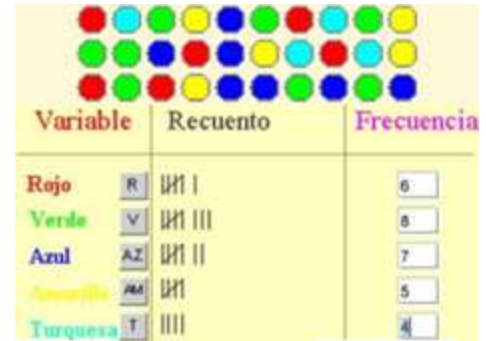 Variable Recuento Frecuencia
Rojo R 6
Verde V 8
Azul AZ 7
Amarillo AM 5
Turquesa T 4